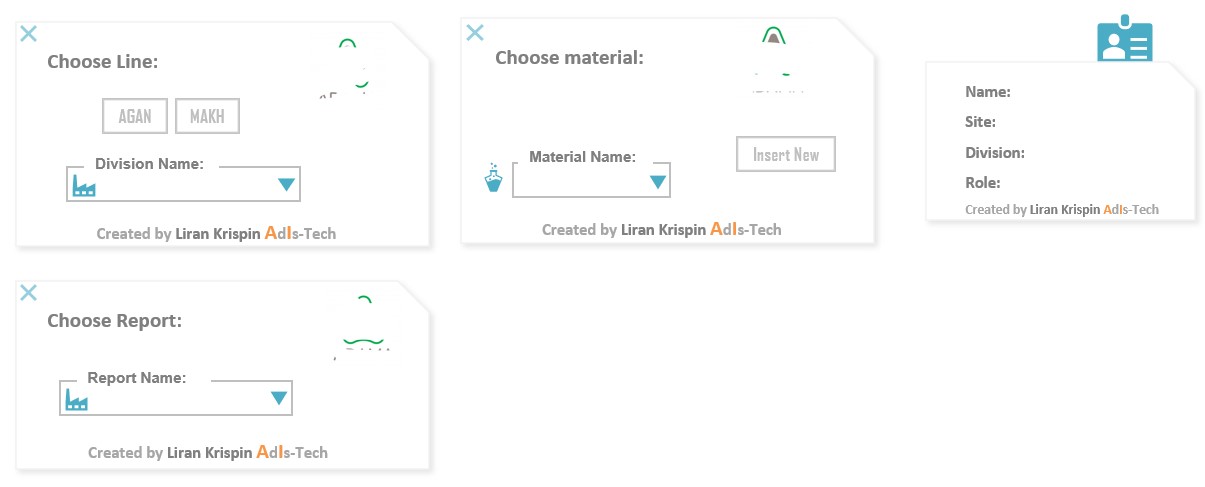 Choose Line:
AGAN MAKH
Division Name:
Created by Liran Krispin AdIs-Tech
Choose material:
Insert New
Material Name:
Created by Liran Krispin AdIs-Tech
Name:
Site:
Division:
Role:
Created by Liran Krispin AdIs-Tech
Choose Report:
Report Name:
Created by Liran Krispin AdIs-Tech